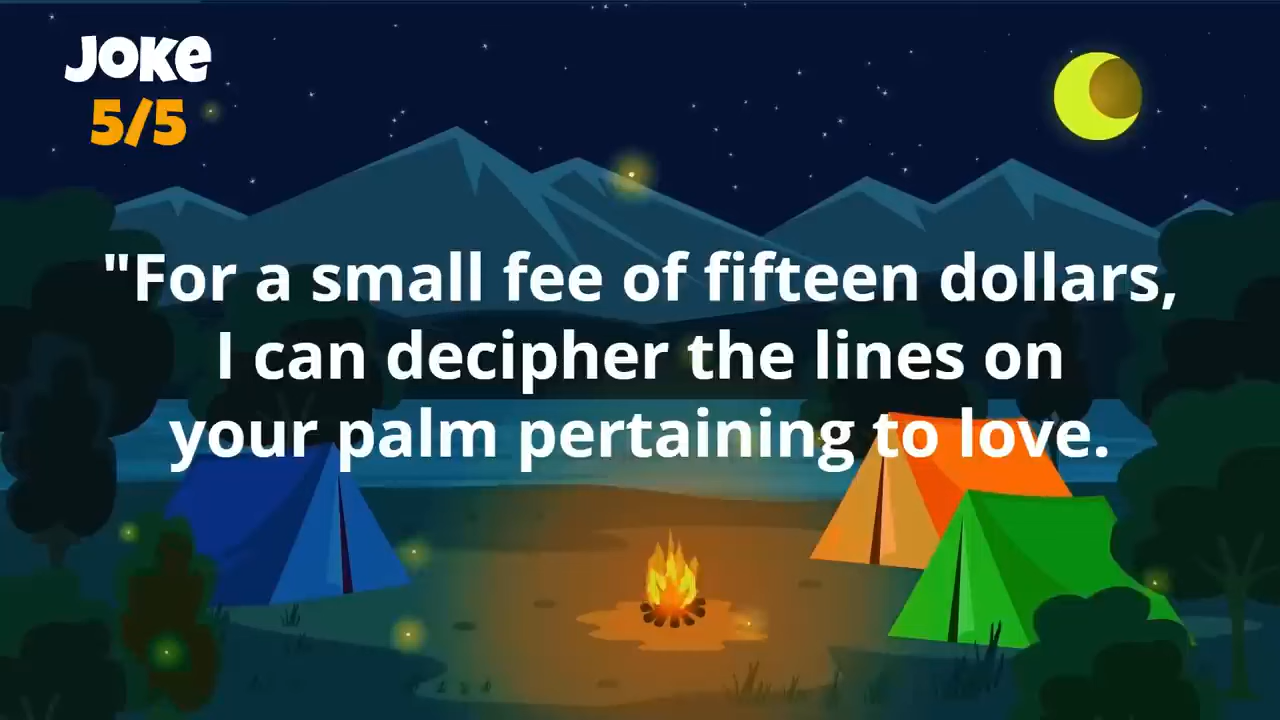 JOKE
5/5
"For a small fee of fifteen dollars,
I can decipher the lines on
your palm pertaining to love.